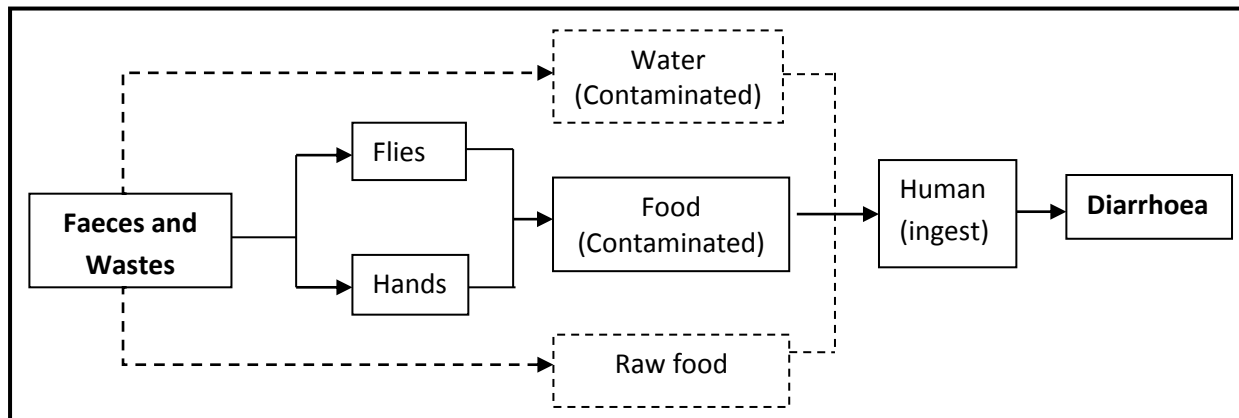 Water
(Contaminated)
Flies
Faeces and
Wastes
Hands
Food
(Contaminated)
Human
(ingest)
Diarrhoea
Raw food